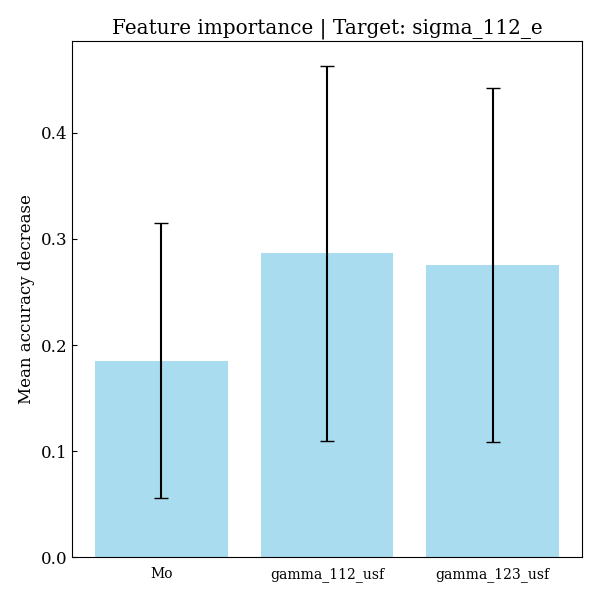 Feature importance | Target: sigma_112_e
Mean accuracy decrease
0.4
0.3
0.2
0.1
0.0
Mo
gamma_112_usf
gamma_123_usf